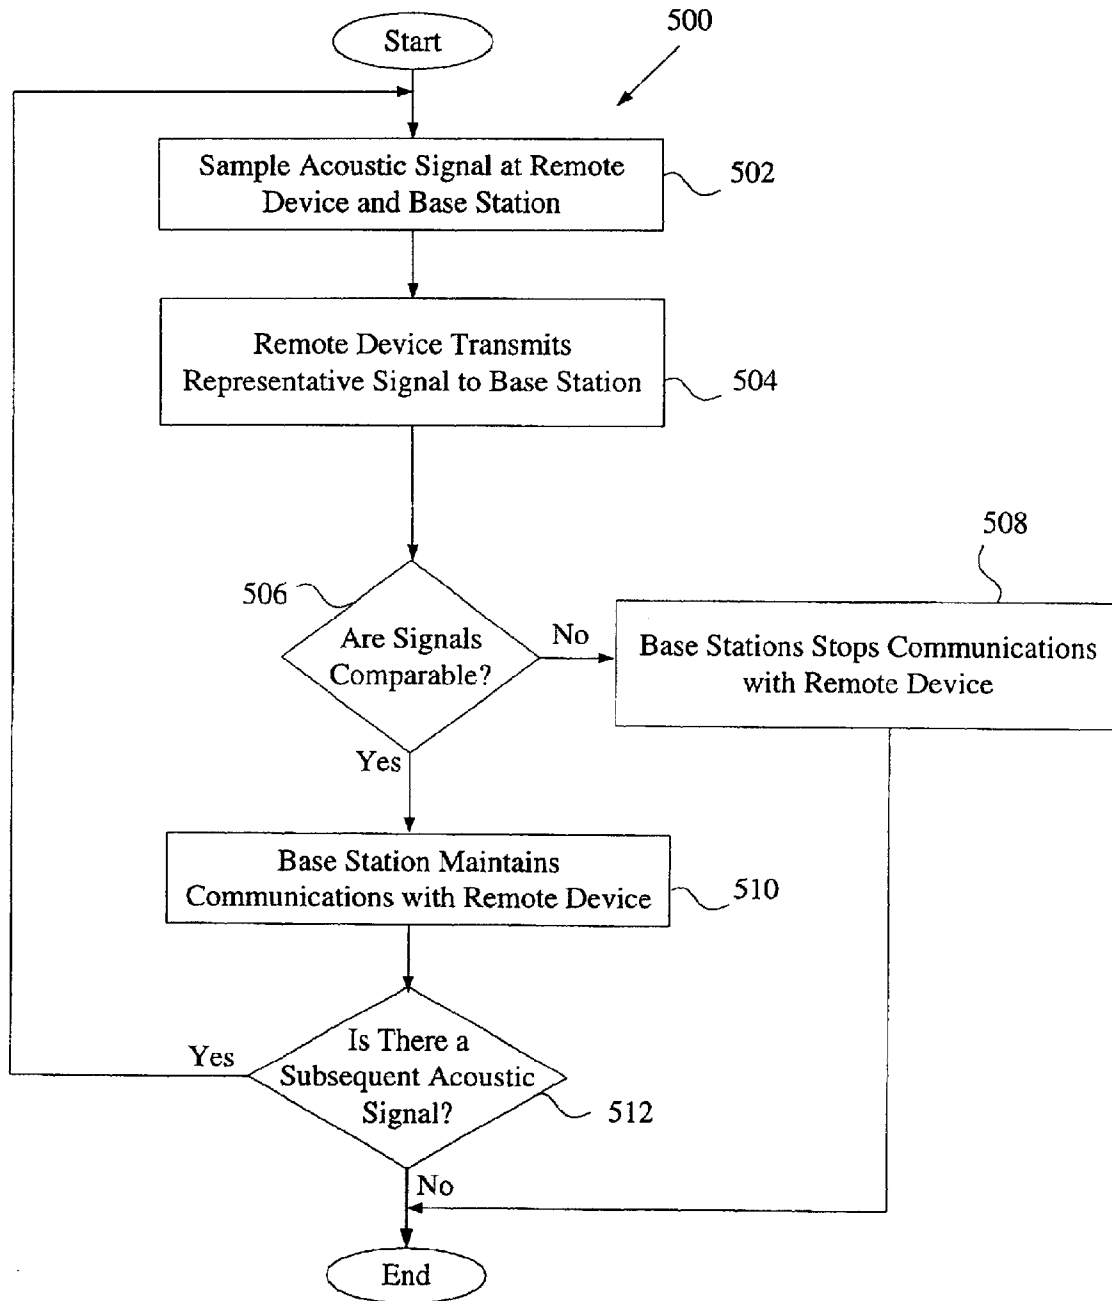 Start
500
Sample Acoustic Signal at Remote
Device and Base Station
502
Remote Device Transmits
Representative Signal to Base Station
504
508
506
Are Signals
Comparable?
No
Base Stations Stops Communications
with Remote Device
Yes
Base Station Maintains
Communications with Remote Device
510
Yes
Is There a
Subsequent Acoustic
Signal?
512
No
End